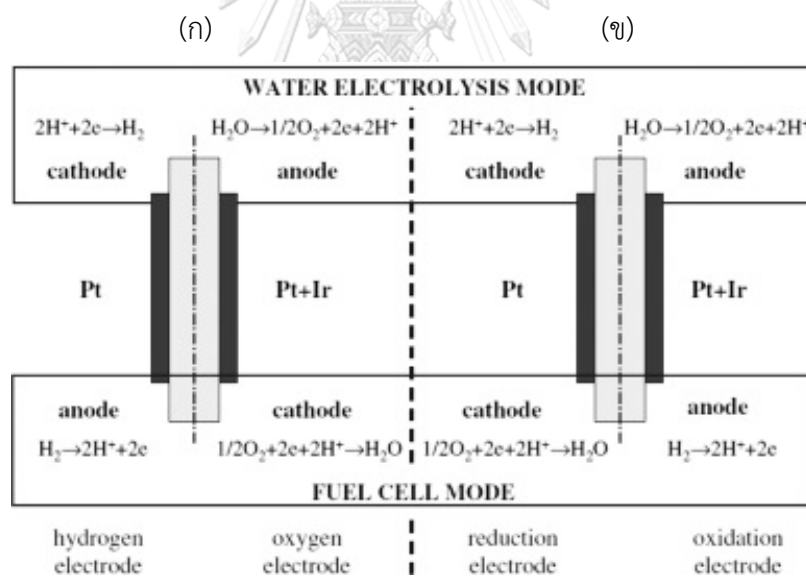 (ก) (ข)
WATER ELECTROLYSIS MODE
2H⁺+2e→H₂ H₂O→1/2O₂+2e+2H⁺ 2H⁺+2e→H₂ H₂O→1/2O₂+2e+2H⁺
cathode anode cathode anode
Pt Pt+Ir Pt Pt+Ir
anode cathode cathode anode
H₂→2H⁺+2e 1/2O₂+2e+2H⁺→H₂O 1/2O₂+2e+2H⁺→H₂O H₂→2H⁺+2e
FUEL CELL MODE
hydrogen oxygen reduction oxidation
electrode electrode electrode electrode